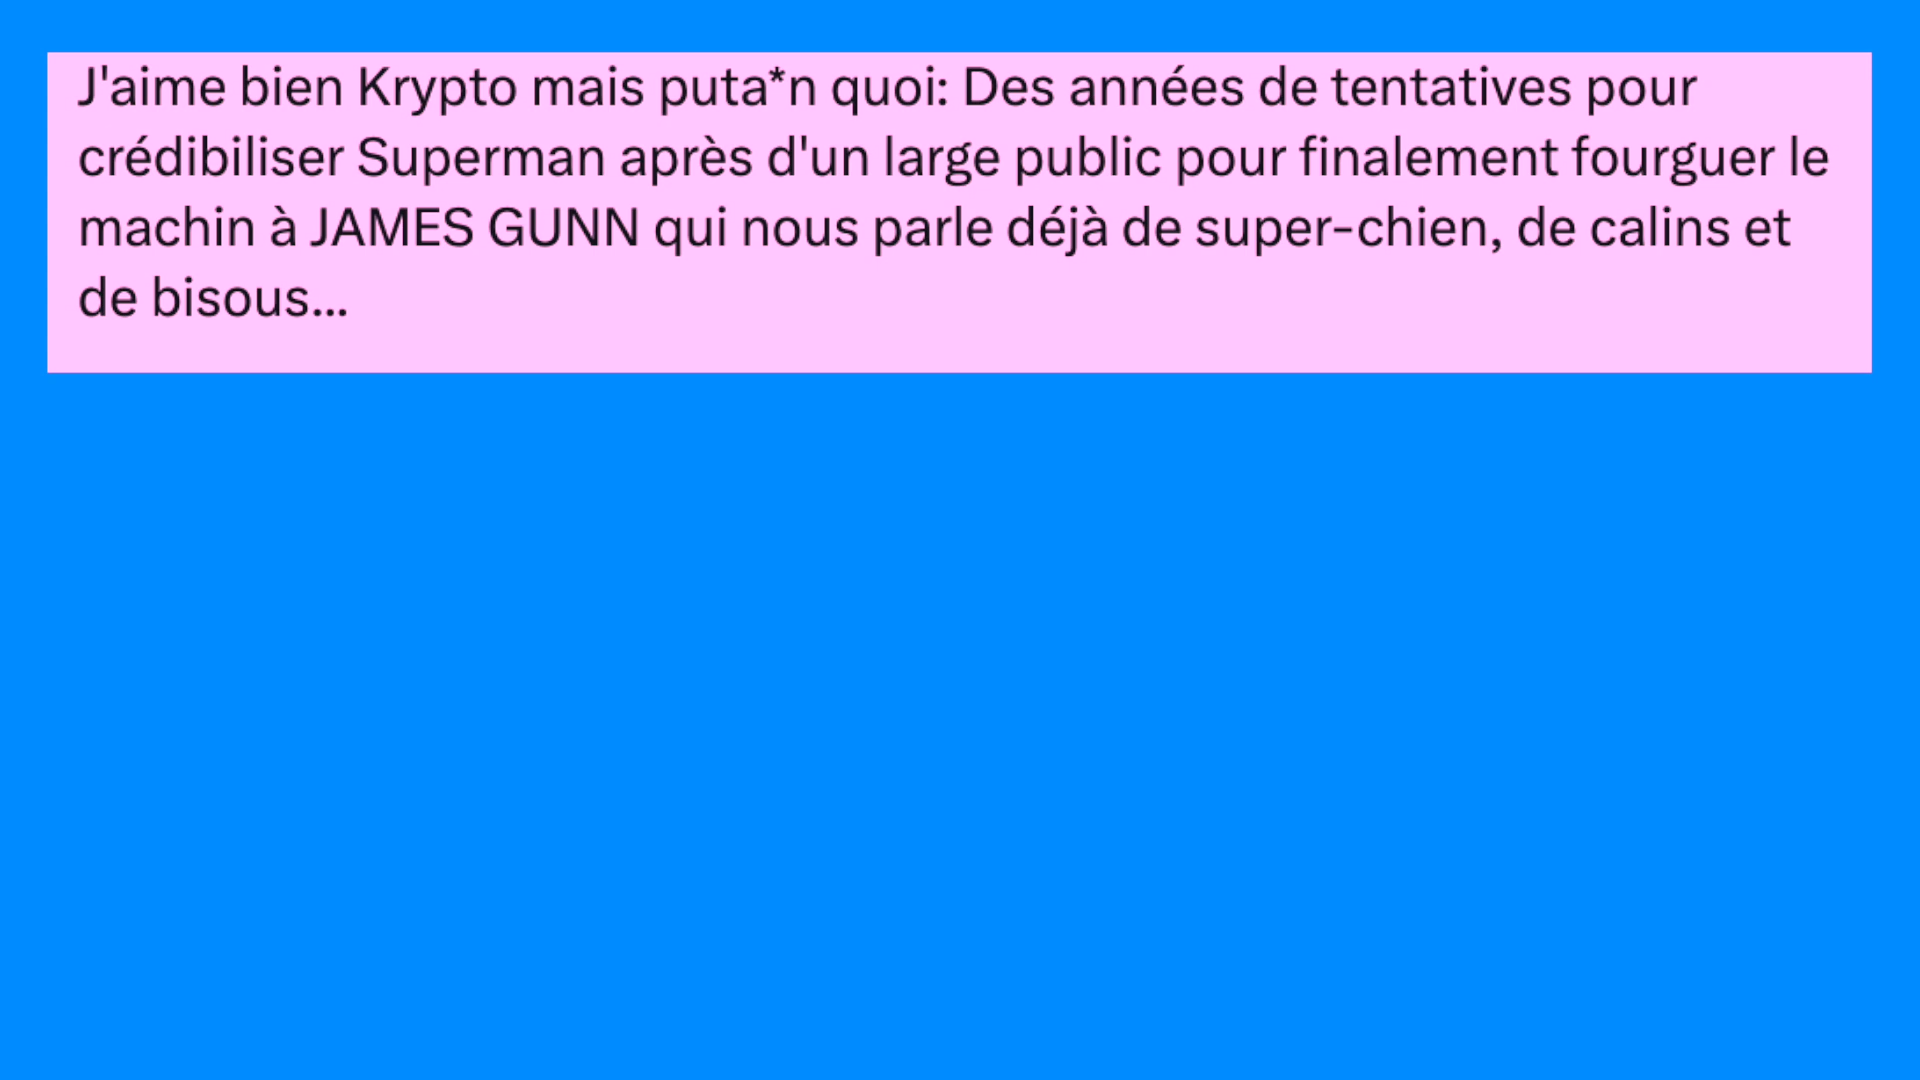 J'aime bien Krypto mais puta*n quoi: Des années de tentatives pour
crédibiliser Superman après d'un large public pour finalement fourguer le
machin à JAMES GUNN qui nous parle déjà de super-chien, de calins et
de bisous...